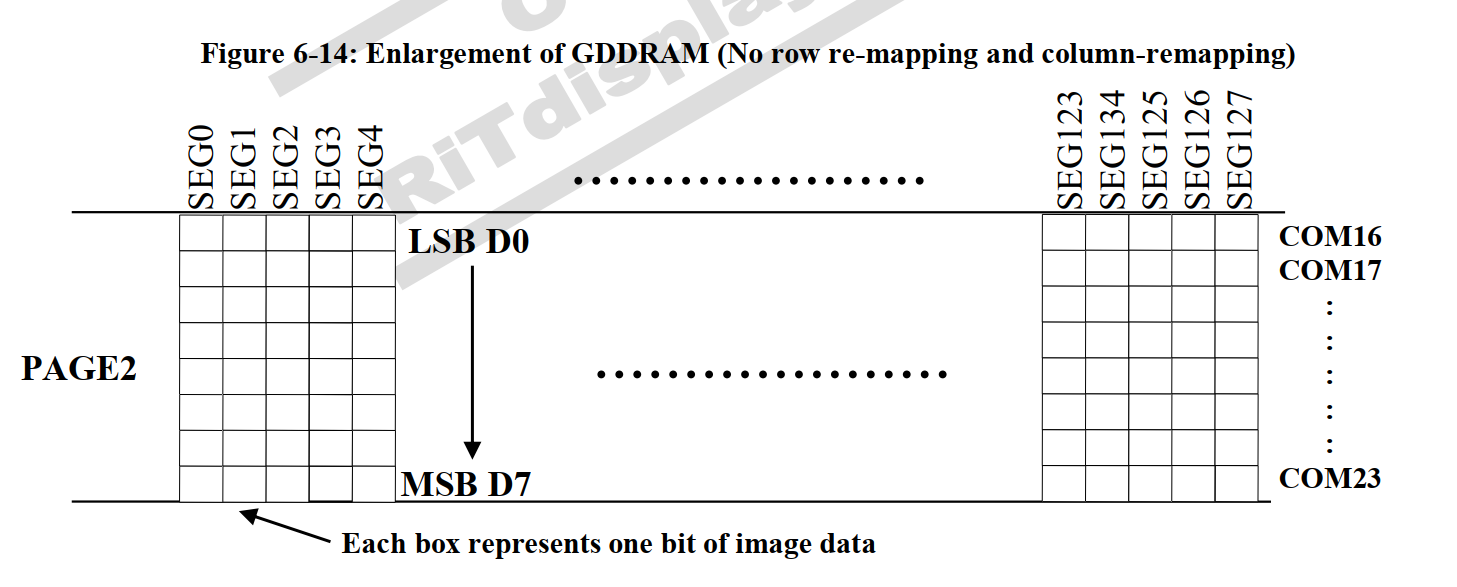 Figure 6-14: Enlargement of GDDRAM (No row re-mapping and column-remapping)
SEG0
SEG1
SEG2
SEG3
SEG4
SEG123
SEG134
SEG125
SEG126
SEG127
RiTdisplay
LSB D0
COM16
COM17
PAGE2
MSB D7
COM23
Each box represents one bit of image data